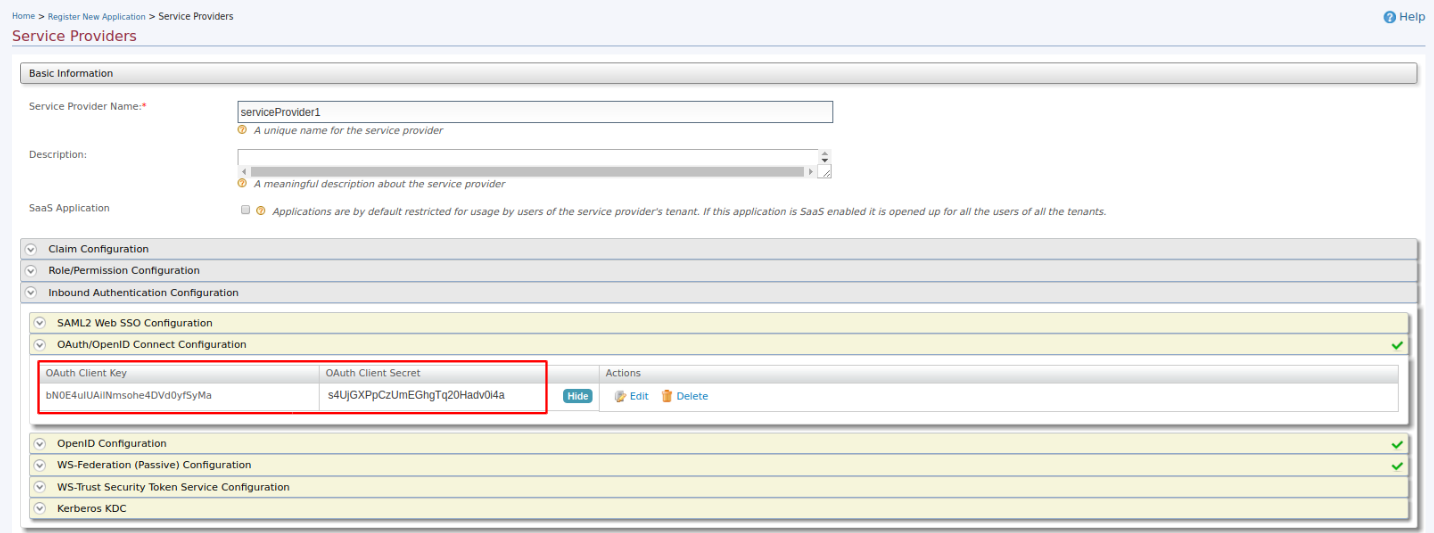 Home > Register New Application > Service Providers
Help
Service Providers
Basic Information
Service Provider Name:*
serviceProvider1
A unique name for the service provider
Description:
A meaningful description about the service provider
SaaS Application
Applications are by default restricted for usage by users of the service provider's tenant. If this application is SaaS enabled it is opened up for all the users of all the tenants.
Claim Configuration
Role/Permission Configuration
Inbound Authentication Configuration
SAML2 Web SSO Configuration
OAuth/OpenID Connect Configuration
OAuth Client Key OAuth Client Secret Actions
bN0E4uIUAiINmsohe4DVd0yfSyMa s4UjGXPpCzUmEGhgTq20Hadv0i4a Hide Edit Delete
OpenID Configuration
WS-Federation (Passive) Configuration
WS-Trust Security Token Service Configuration
Kerberos KDC